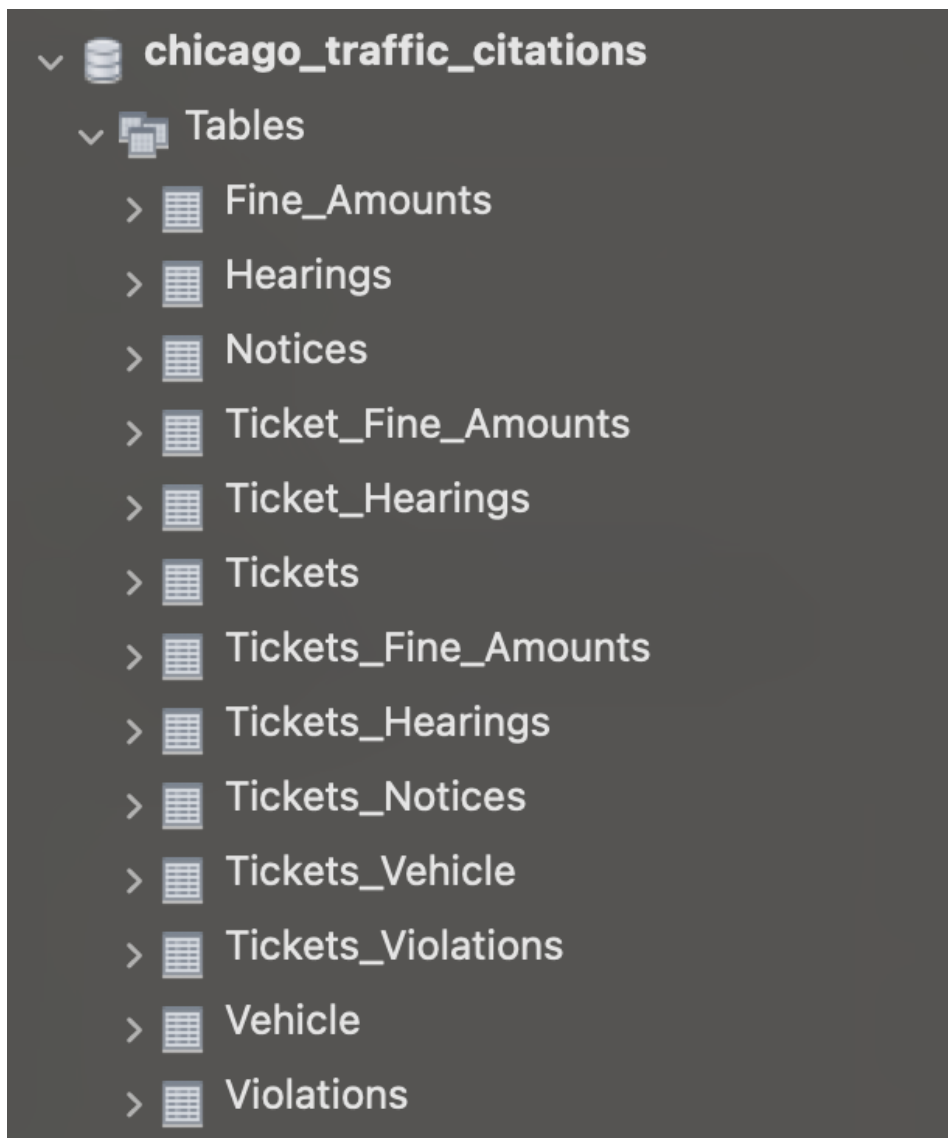 chicago_traffic_citations
Tables
Fine_Amounts
Hearings
Notices
Ticket_Fine_Amounts
Ticket_Hearings
Tickets
Tickets_Fine_Amounts
Tickets_Hearings
Tickets_Notices
Tickets_Vehicle
Tickets_Violations
Vehicle
Violations